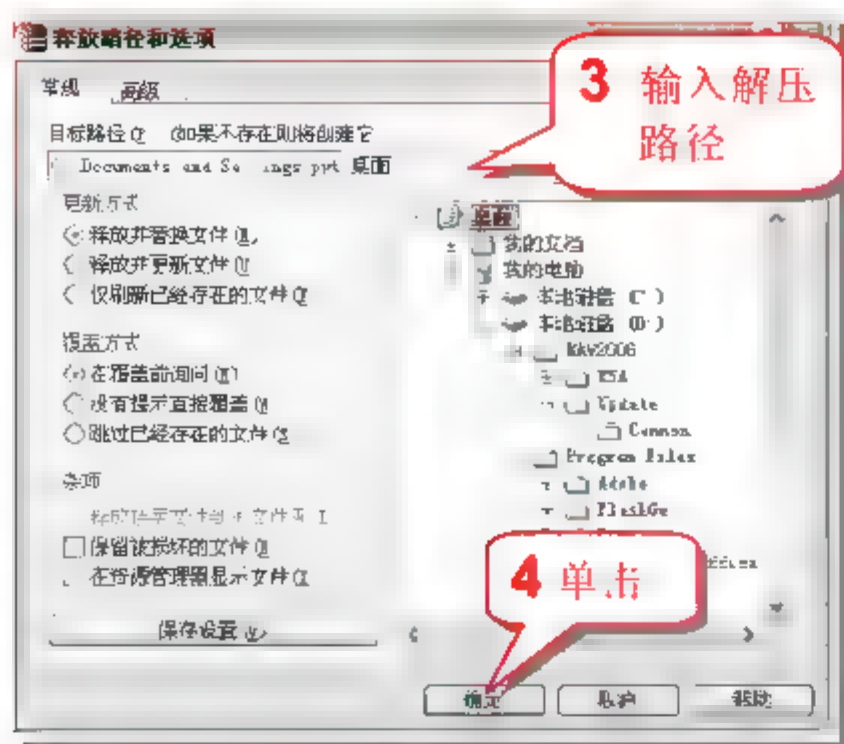 释放路径和选项
常规 高级
目标路径 (如果不存在则将创建它
Documents and Se ings ppt 桌面
更新方式
释放并替换文件
释放并更新文件
仅刷新已经存在的文件
覆盖方式
在覆盖前询问
没有提示直接覆盖
跳过已经存在的文件
杂项
保留被损坏的文件
在资源管理器显示文件
保存设置
桌面
我的文档
我的电脑
本地磁盘 (C:)
本地磁盘 (D:)
KAV2006
Update
Common
Program Files
Adobe
FlashGe
确定 取消 帮助
3 输入解压
路径
4 单击